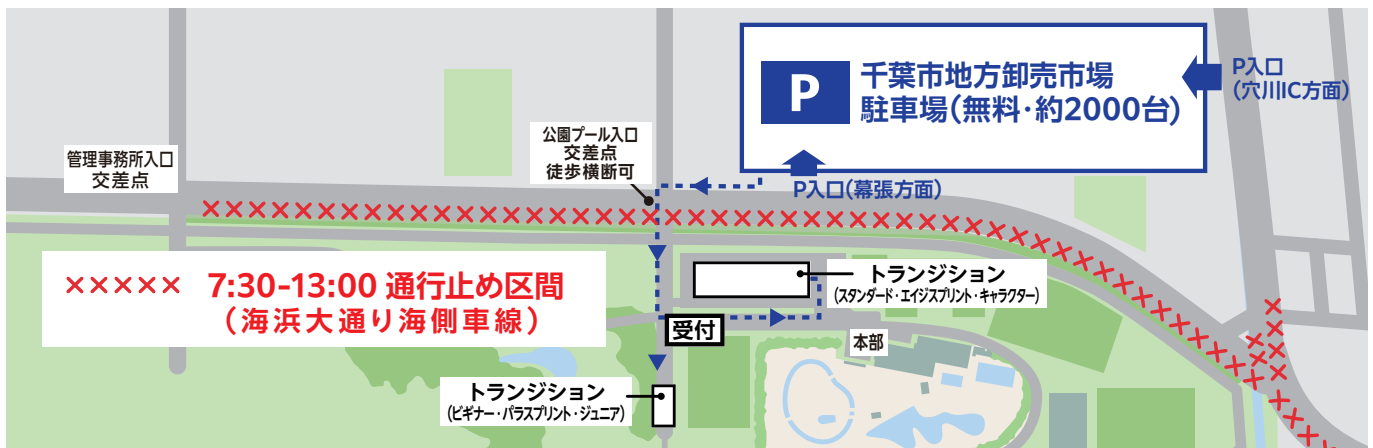 P
千葉市地方卸売市場
駐車場(無料・約2000台)
P入口
(穴川IC方面)
P入口(幕張方面)
公園プール入口
交差点
徒歩横断可
管理事務所入口
交差点
××××× 7:30-13:00 通行止め区間
(海浜大通り海側車線)
トランジション
(スタンダード・エイジスプリント・キャラクター)
受付
本部
トランジション
(ビギナー・パラスプリント・ジュニア)